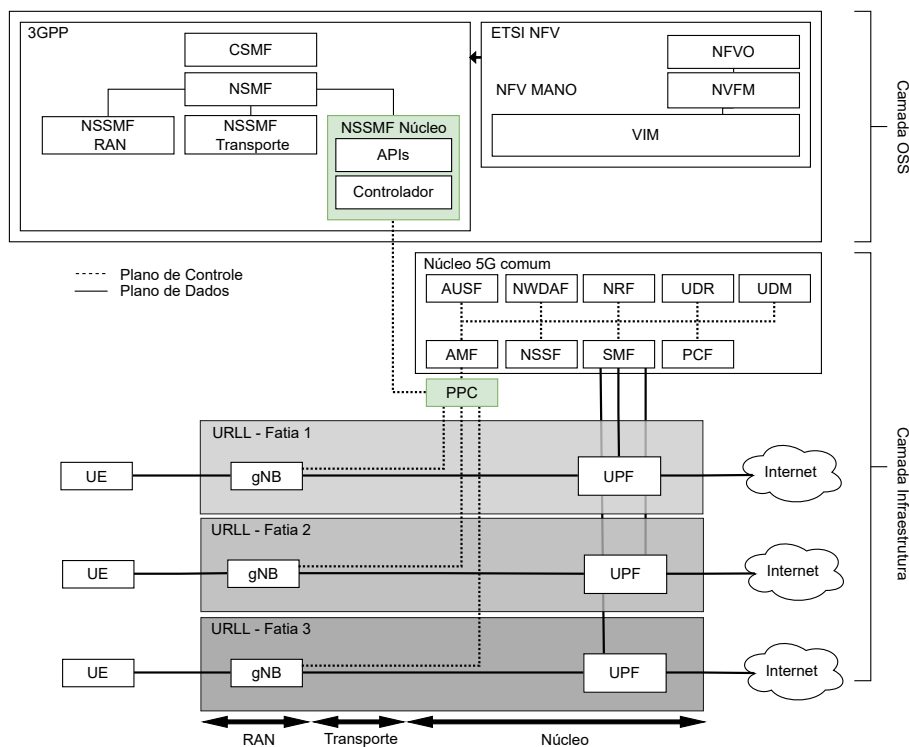 3GPP
CSMF
NSMF
NSSMF
RAN
NSSMF
Transporte
NSSMF Núcleo
APIs
Controlador
ETSI NFV
NFV MANO
NFVO
NVFM
VIM
Camada OSS
Plano de Controle
Plano de Dados
Núcleo 5G comum
AUSF
NWDAF
NRF
UDR
UDM
AMF
NSSF
SMF
PCF
PPC
URLL - Fatia 1
UE
gNB
UPF
Internet
URLL - Fatia 2
UE
gNB
UPF
Internet
URLL - Fatia 3
UE
gNB
UPF
Internet
Camada Infraestrutura
RAN
Transporte
Núcleo